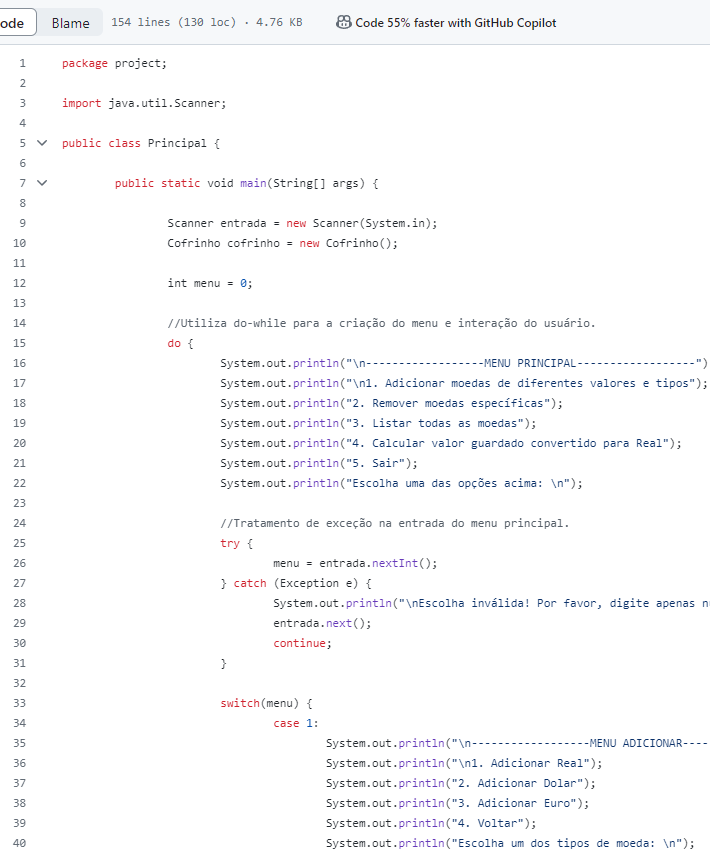 ode Blame 154 lines (130 loc) · 4.76 KB Code 55% faster with GitHub Copilot
1 package project;
2
3 import java.util.Scanner;
4
5 public class Principal {
6
7 public static void main(String[] args) {
8
9 Scanner entrada = new Scanner(System.in);
10 Cofrinho cofrinho = new Cofrinho();
11
12 int menu = 0;
13
14 //Utiliza do-while para a criação do menu e interação do usuário.
15 do {
16 System.out.println("\n------------------MENU PRINCIPAL------------------")
17 System.out.println("\n1. Adicionar moedas de diferentes valores e tipos");
18 System.out.println("2. Remover moedas específicas");
19 System.out.println("3. Listar todas as moedas");
20 System.out.println("4. Calcular valor guardado convertido para Real");
21 System.out.println("5. Sair");
22 System.out.println("Escolha uma das opções acima: \n");
23
24 //Tratamento de exceção na entrada do menu principal.
25 try {
26 menu = entrada.nextInt();
27 } catch (Exception e) {
28 System.out.println("\nEscolha inválida! Por favor, digite apenas n
29 entrada.next();
30 continue;
31 }
32
33 switch(menu) {
34 case 1:
35 System.out.println("\n------------------MENU ADICIONAR----
36 System.out.println("\n1. Adicionar Real");
37 System.out.println("2. Adicionar Dolar");
38 System.out.println("3. Adicionar Euro");
39 System.out.println("4. Voltar");
40 System.out.println("Escolha um dos tipos de moeda: \n");